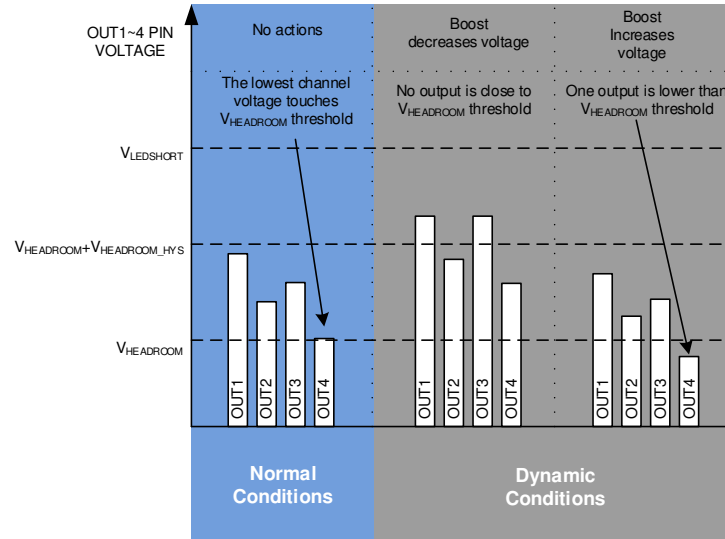 OUT1~4 PIN
VOLTAGE
No actions
Boost
decreases voltage
Boost
Increases
voltage
The lowest channel
voltage touches
VHEADROOM threshold
No output is close to
VHEADROOM threshold
One output is lower than
VHEADROOM threshold
VLEDSHORT
VHEADROOM+VHEADROOM_HYS
VHEADROOM
OUT1
OUT2
OUT3
OUT4
OUT1
OUT2
OUT3
OUT4
OUT1
OUT2
OUT3
OUT4
Normal
Conditions
Dynamic
Conditions